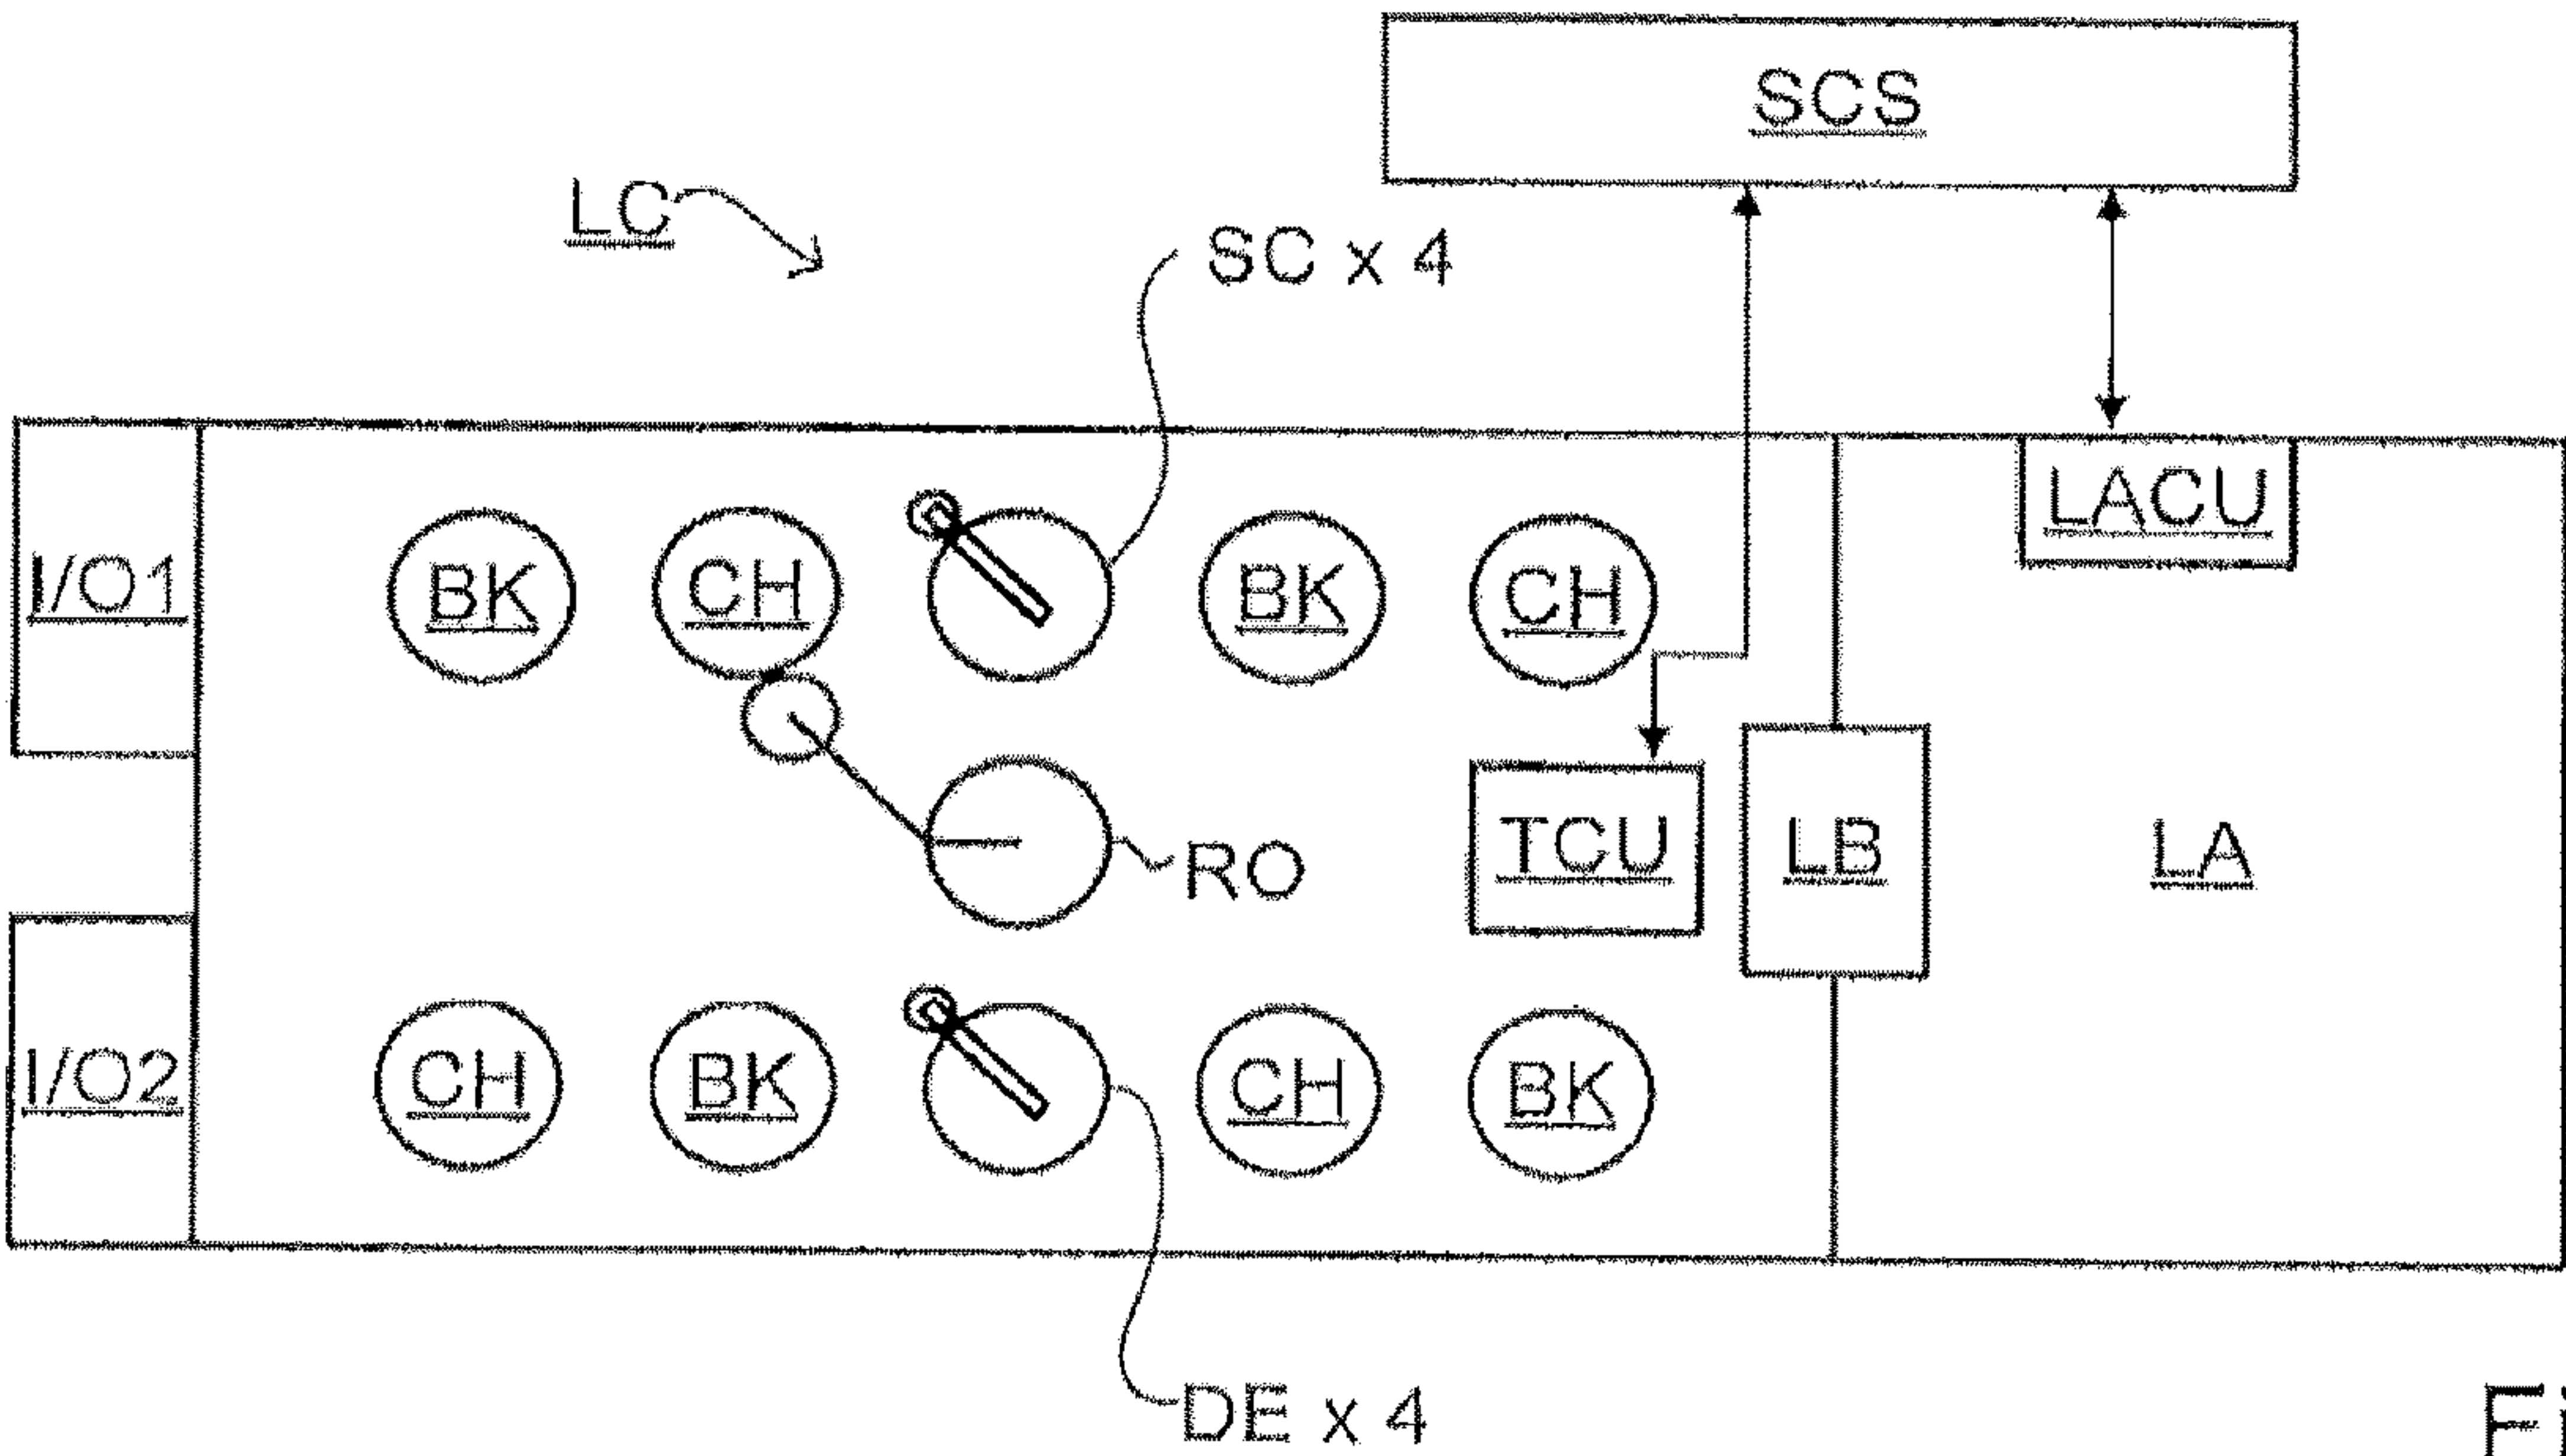 SCS
LC
SC x 4
LACU
I/O1
BK
CH
BK
CH
RO
TCU
LB
LA
I/O2
CH
BK
CH
BK
DE x 4